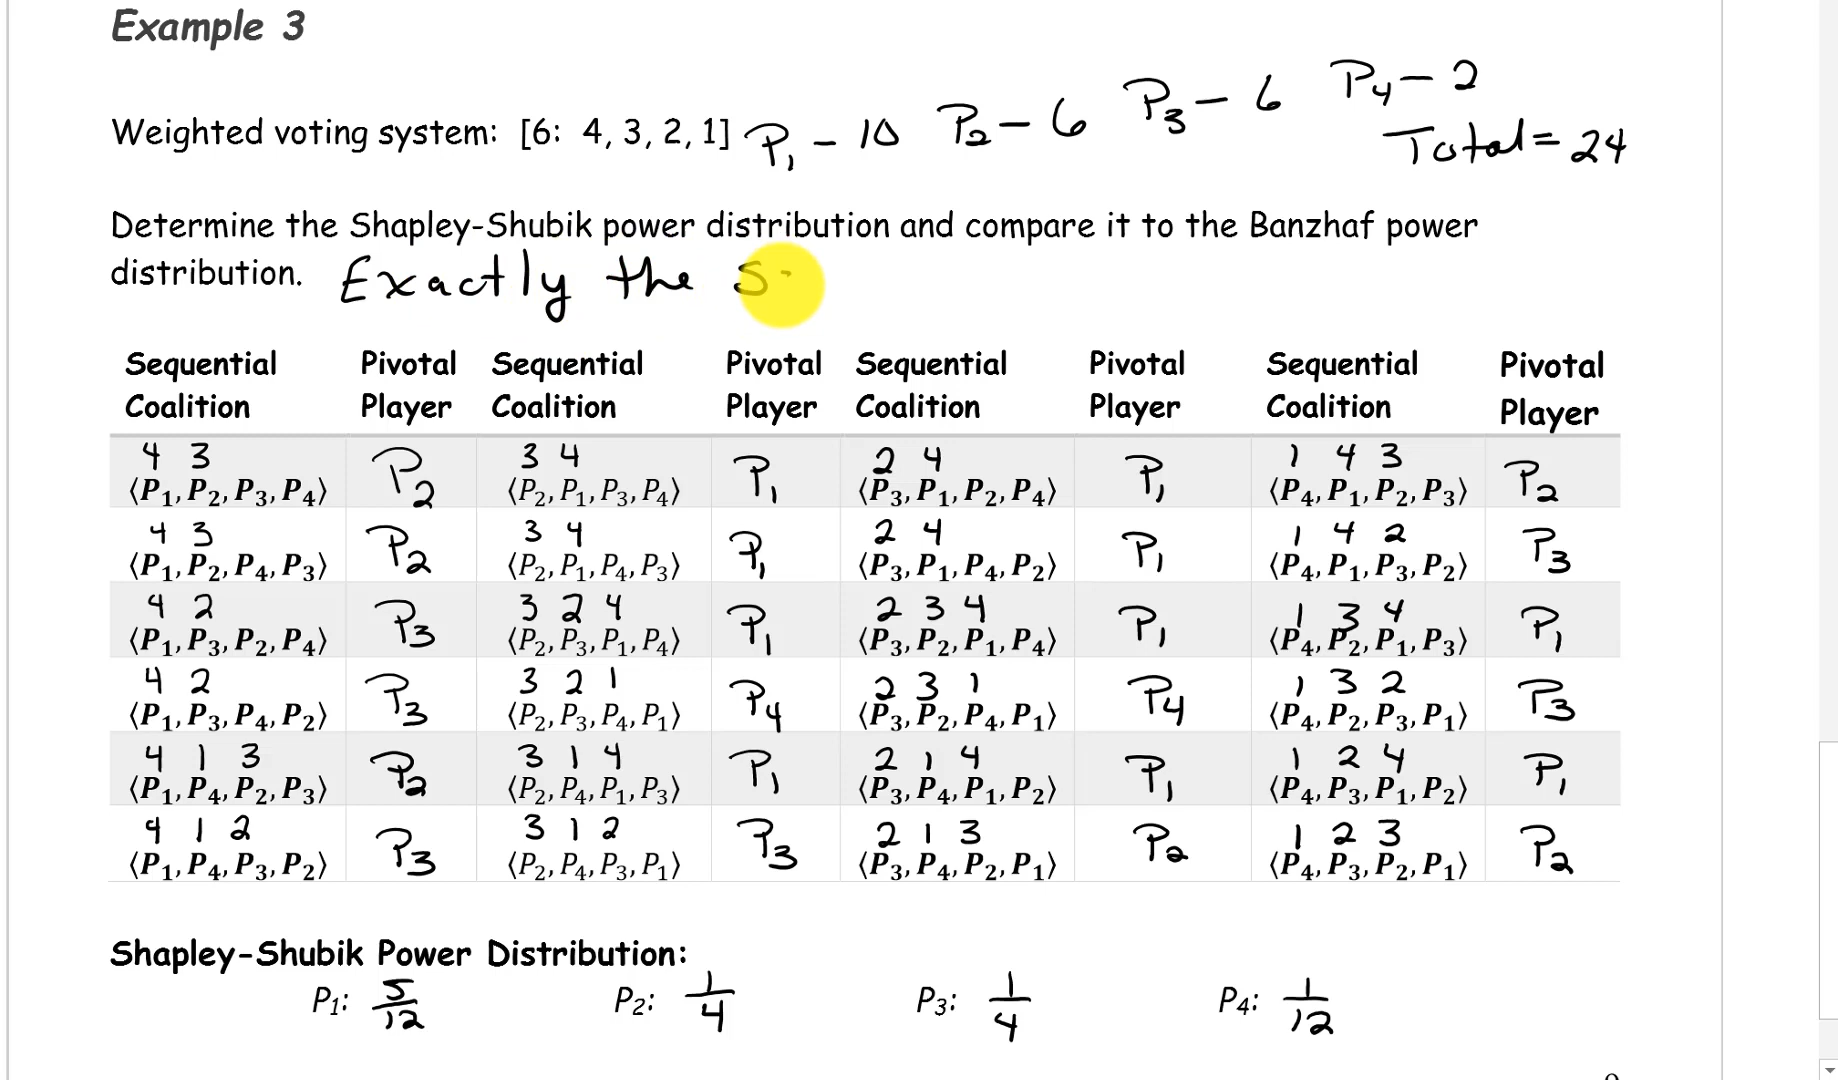 Example 3
P₁ – 10 P₂ – 6 P₃ – 6 P₄ – 2
Weighted voting system: [6: 4, 3, 2, 1] Total = 24
Determine the Shapley-Shubik power distribution and compare it to the Banzhaf power
distribution. Exactly the s
Sequential Pivotal Sequential Pivotal Sequential Pivotal Sequential Pivotal
Coalition Player Coalition Player Coalition Player Coalition Player
4 3 3 4 2 4 1 4 3
⟨P₁, P₂, P₃, P₄⟩ P₂ ⟨P₂, P₁, P₃, P₄⟩ P₁ ⟨P₃, P₁, P₂, P₄⟩ P₁ ⟨P₄, P₁, P₂, P₃⟩ P₂
4 3 3 4 2 4 1 4 2
⟨P₁, P₂, P₄, P₃⟩ P₂ ⟨P₂, P₁, P₄, P₃⟩ P₁ ⟨P₃, P₁, P₄, P₂⟩ P₁ ⟨P₄, P₁, P₃, P₂⟩ P₃
4 2 3 2 4 2 3 4 1 3 4
⟨P₁, P₃, P₂, P₄⟩ P₃ ⟨P₂, P₃, P₁, P₄⟩ P₁ ⟨P₃, P₂, P₁, P₄⟩ P₁ ⟨P₄, P₂, P₁, P₃⟩ P₁
4 2 3 2 1 2 3 1 1 3 2
⟨P₁, P₃, P₄, P₂⟩ P₃ ⟨P₂, P₃, P₄, P₁⟩ P₄ ⟨P₃, P₂, P₄, P₁⟩ P₄ ⟨P₄, P₂, P₃, P₁⟩ P₃
4 1 3 3 1 4 2 1 4 1 2 4
⟨P₁, P₄, P₂, P₃⟩ P₂ ⟨P₂, P₄, P₁, P₃⟩ P₁ ⟨P₃, P₄, P₁, P₂⟩ P₁ ⟨P₄, P₃, P₁, P₂⟩ P₁
4 1 2 3 1 2 2 1 3 1 2 3
⟨P₁, P₄, P₃, P₂⟩ P₃ ⟨P₂, P₄, P₃, P₁⟩ P₃ ⟨P₃, P₄, P₂, P₁⟩ P₂ ⟨P₄, P₃, P₂, P₁⟩ P₂
Shapley-Shubik Power Distribution:
P₁: 5/12 P₂: 1/4 P₃: 1/4 P₄: 1/12